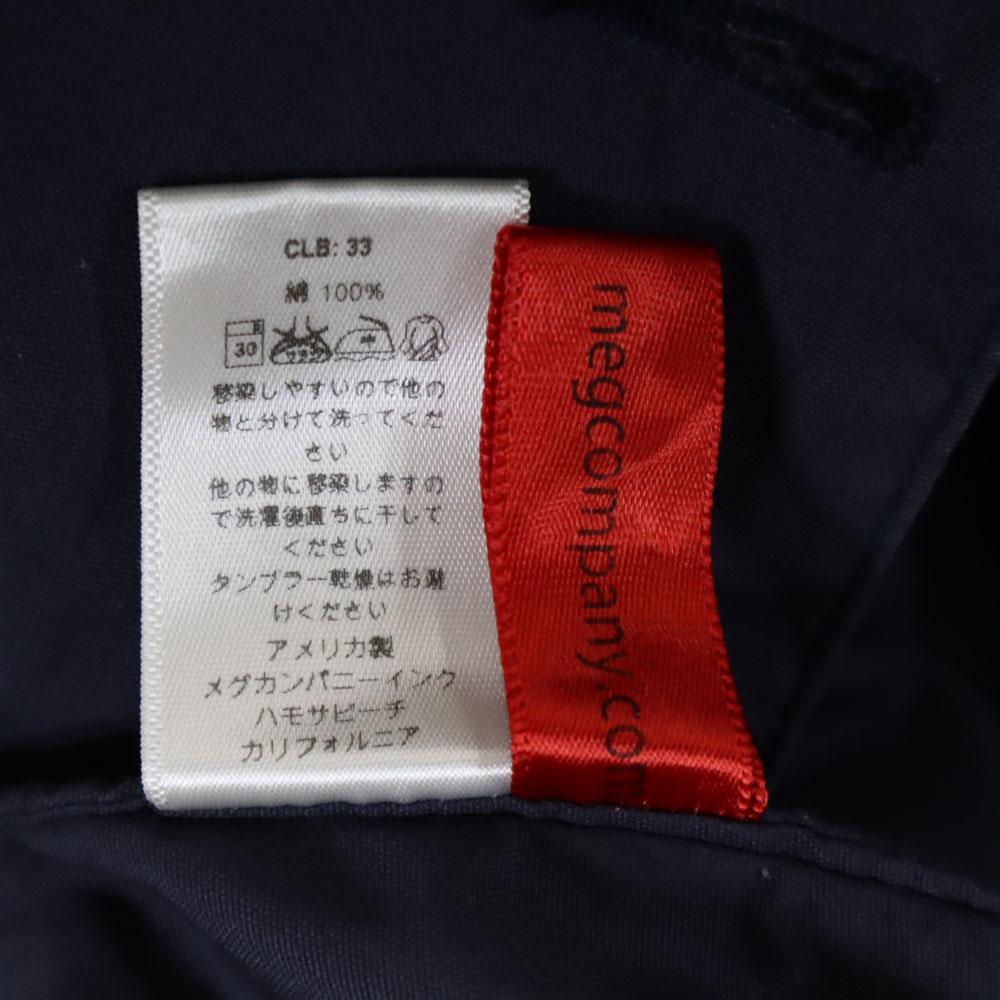 CLB: 33
綿 100%
30
中
移染しやすいので他の
物と分けて洗ってくだ
さい
他の物に移染しますの
で洗濯後直ちに干して
ください
タンブラー乾燥はお避
けください
アメリカ製
メグカンパニーインク
ハモサビーチ
カリフォルニア
megcompany.com